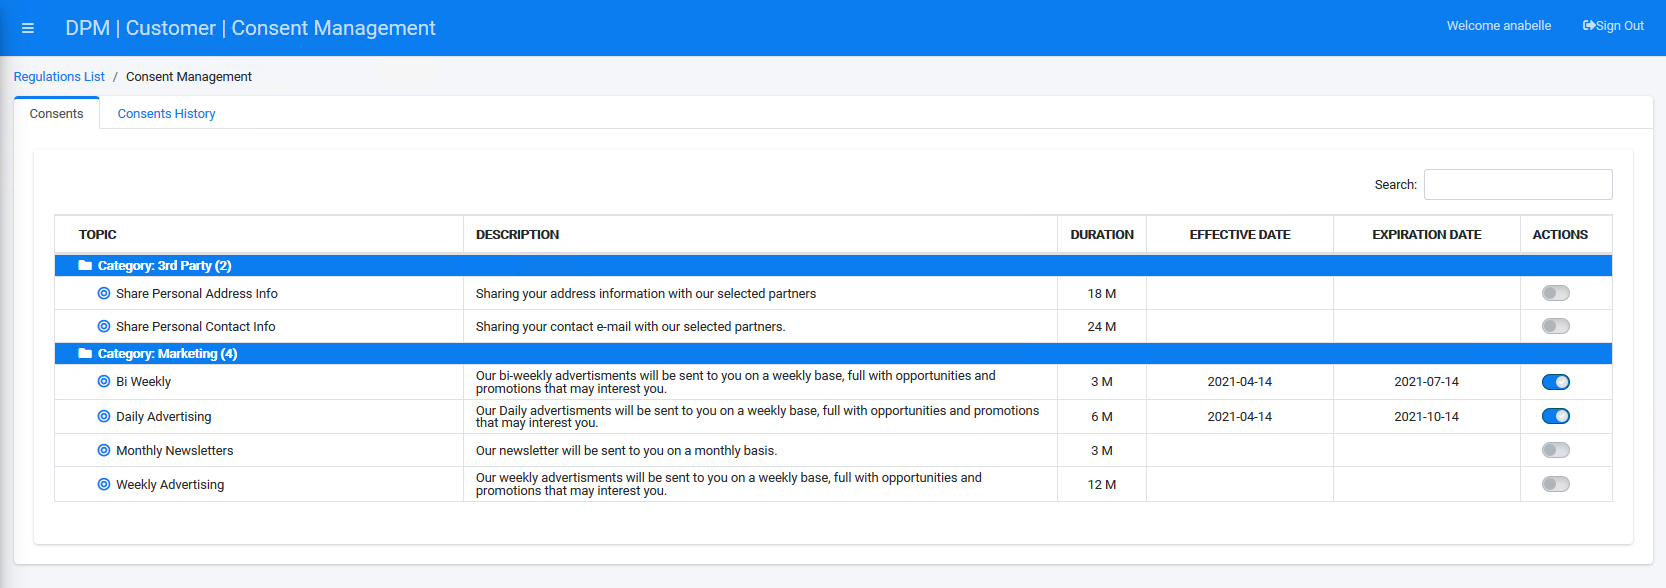 DPM | Customer | Consent Management
Welcome anabelle
Sign Out
Regulations List / Consent Management
Consents
Consents History
Search:
TOPIC DESCRIPTION DURATION EFFECTIVE DATE EXPIRATION DATE ACTIONS
Category: 3rd Party (2)
Share Personal Address Info Sharing your address information with our selected partners 18 M
Share Personal Contact Info Sharing your contact e-mail with our selected partners. 24 M
Category: Marketing (4)
Bi Weekly Our bi-weekly advertisments will be sent to you on a weekly base, full with opportunities and
promotions that may interest you. 3 M 2021-04-14 2021-07-14
Daily Advertising Our Daily advertisments will be sent to you on a weekly base, full with opportunities and promotions
that may interest you. 6 M 2021-04-14 2021-10-14
Monthly Newsletters Our newsletter will be sent to you on a monthly basis. 3 M
Weekly Advertising Our weekly advertisments will be sent to you on a weekly base, full with opportunities and
promotions that may interest you. 12 M